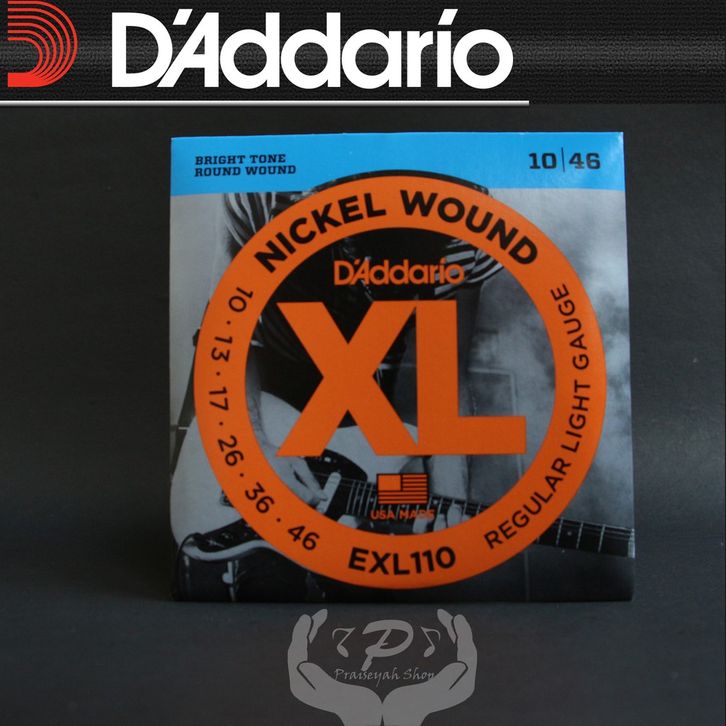 D'Addario
BRIGHT TONE
ROUND WOUND
10|46
NICKEL WOUND
D'Addario
XL
10 · 13 · 17 · 26 · 36 · 46
REGULAR LIGHT GAUGE
USA MADE
EXL110
P
Praiseyah Shop